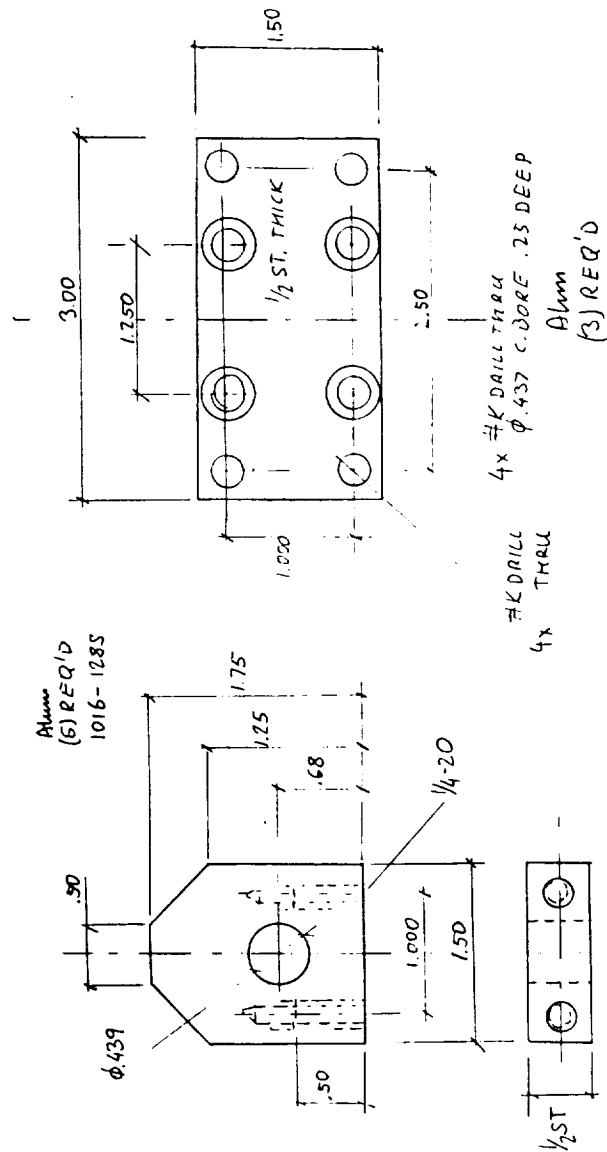 Alum
(6) REQ'D
1016-1285
.50
1.75
1.25
.68
φ.439
1/4-20
.50
1.000
1.50
1/2 ST
3.00
1.250
1.50
1/2 ST. THICK
1.000
2.50
#K DRILL
4x THRU
4x #K DRILL THRU
φ.437 C.BORE .25 DEEP
Alum
(3) REQ'D